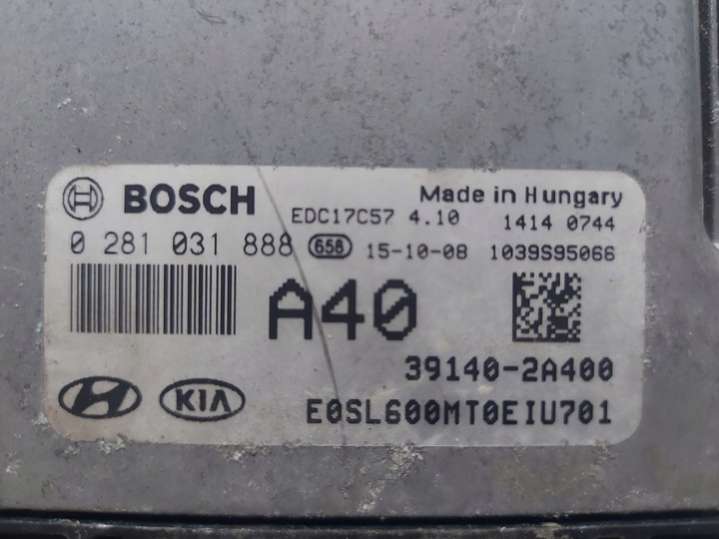 BOSCH Made in Hungary
EDC17C57 4.10 1414 0744
0 281 031 888 658 15-10-08 1039S95066
A40
39140-2A400
KIA E0SL600MT0EIU701